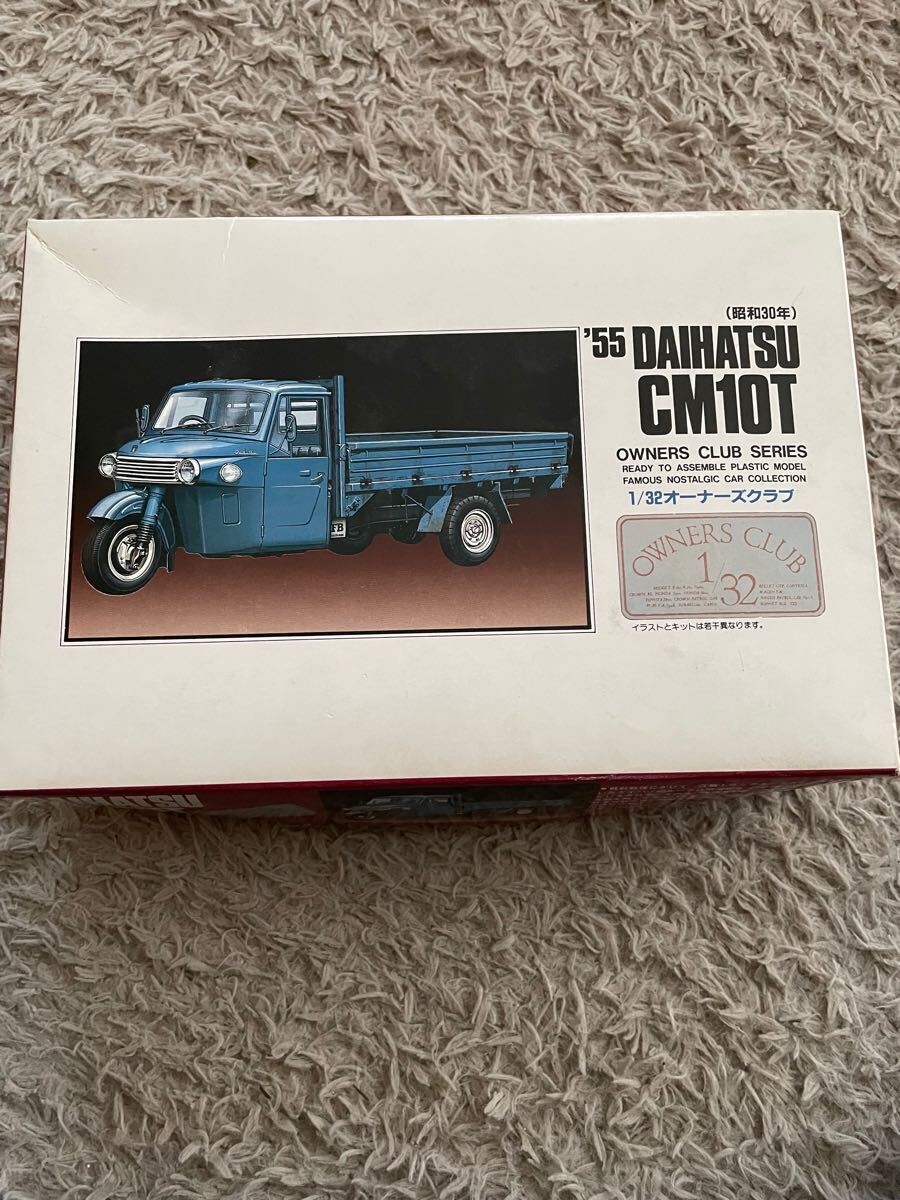 (昭和30年)
'55 DAIHATSU
CM10T
OWNERS CLUB SERIES
READY TO ASSEMBLE PLASTIC MODEL
FAMOUS NOSTALGIC CAR COLLECTION
1/32オーナーズクラブ
OWNERS CLUB
1/32
イラストとキットは若干異なります。